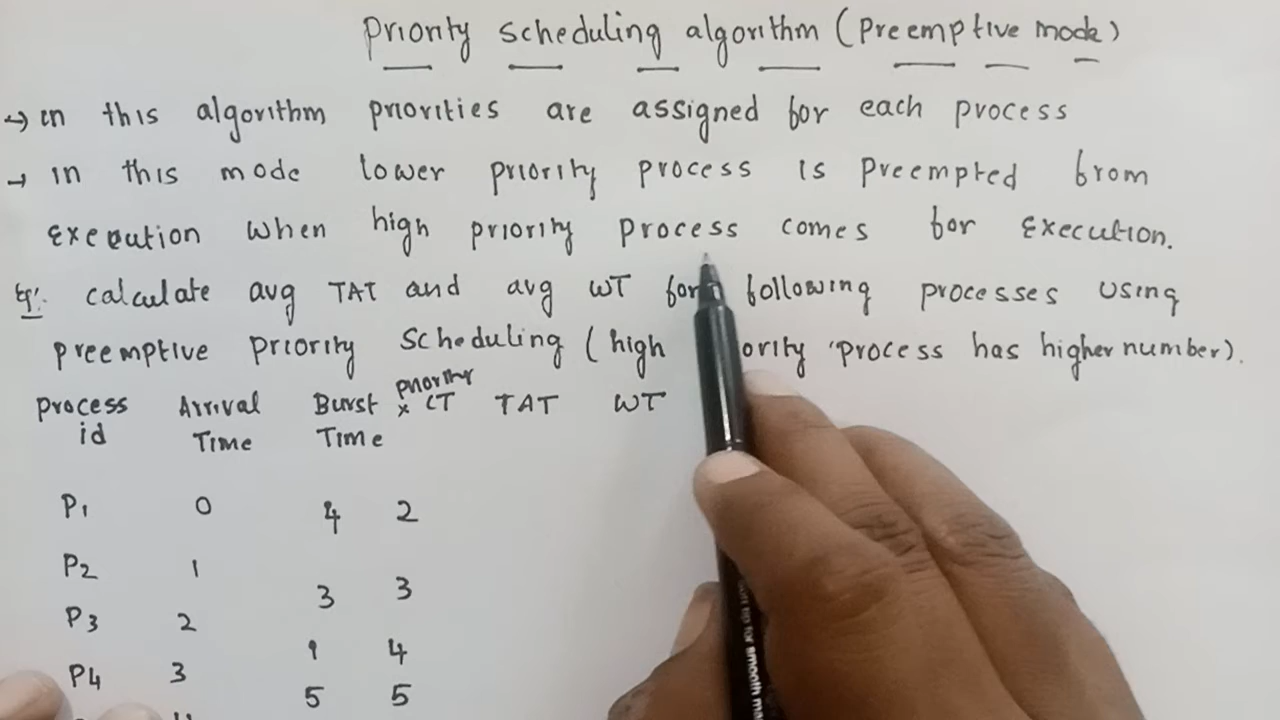 Priority scheduling algorithm (Preemptive mode)
→ in this algorithm priorities are assigned for each process
→ in this mode lower priority process is preempted from
execution when high priority process comes for execution.
Eg: calculate avg TAT and avg WT for following processes using
preemptive priority scheduling (high ority process has higher number).
process id Arrival Time Burst Time priority x CT TAT WT
P1 0 4 2
P2 1 3 3
P3 2 1 4
P4 3 5 5